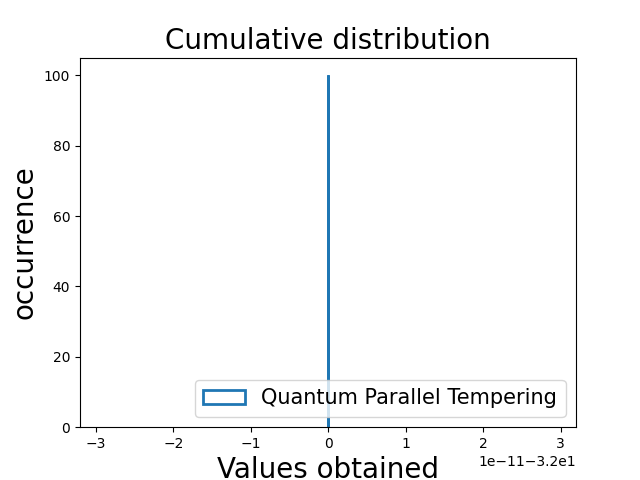 Cumulative distribution
occurrence
100
80
60
40
20
0
Quantum Parallel Tempering
−3 −2 −1 0 1 2 3
1e−11−3.2e1
Values obtained